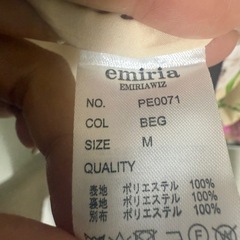 emiria
EMIRIAWIZ
NO. PE0071
COL BEG
SIZE M
QUALITY
表地 ポリエステル 100%
裏地 ポリエステル 100%
別布 ポリエステル 100%